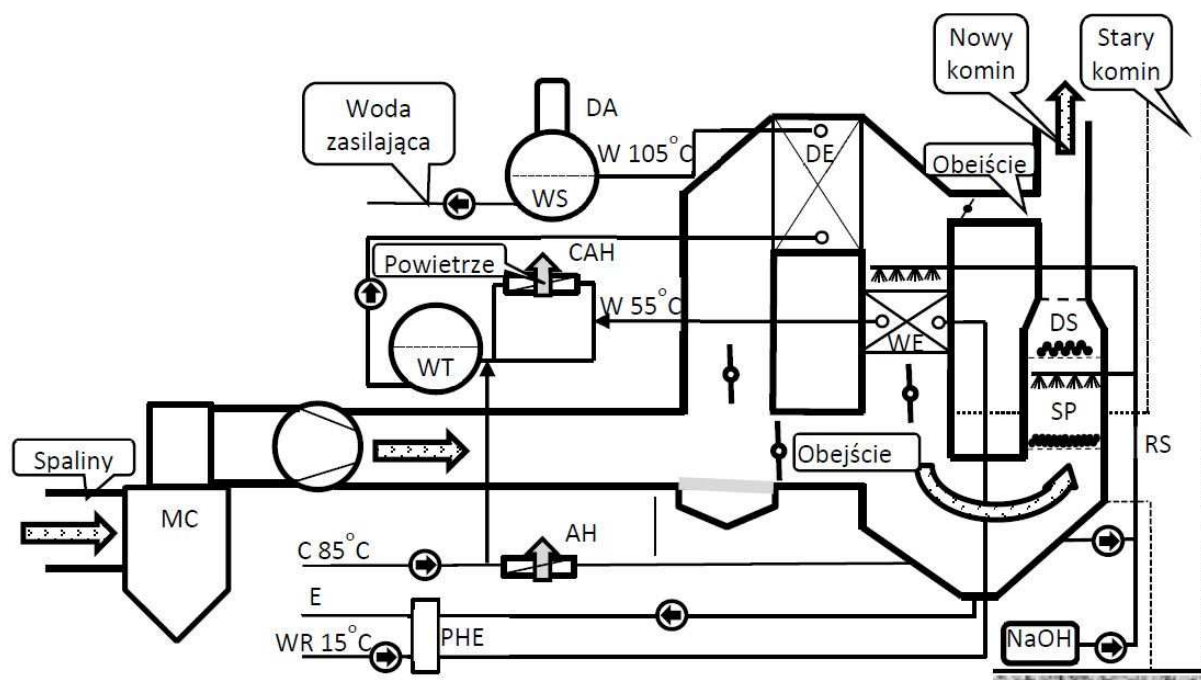 Nowy
komin
Stary
komin
Woda
zasilająca
DA
W 105°C
DE
Obejście
WS
CAH
Powietrze
W 55°C
DS
WT
WE
SP
Obejście
RS
Spaliny
MC
AH
C 85°C
E
WR 15°C
PHE
NaOH